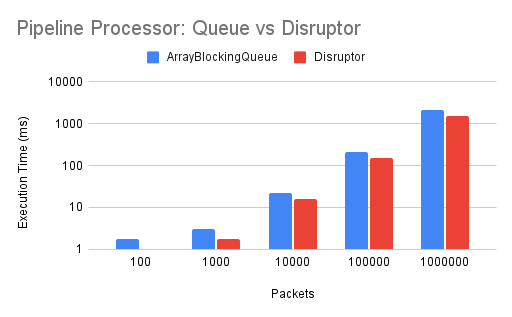 Pipeline Processor: Queue vs Disruptor
ArrayBlockingQueue Disruptor
10000
1000
100
10
1
Execution Time (ms)
100 1000 10000 100000 1000000
Packets